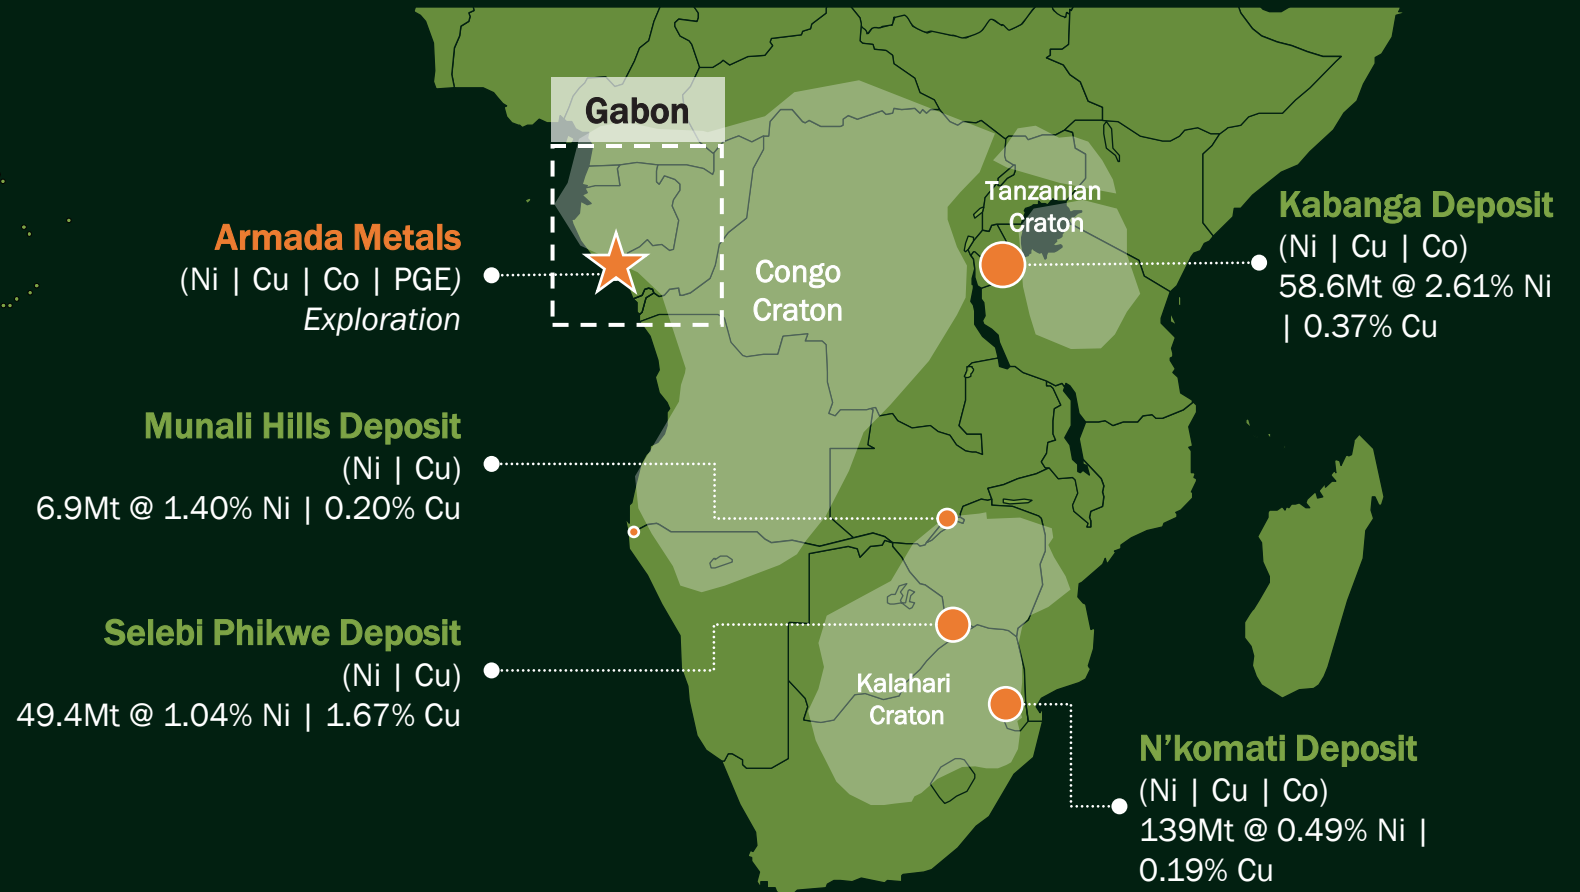 Gabon
Armada Metals
(Ni | Cu | Co | PGE)
Exploration
Tanzanian
Craton
Congo
Craton
Kabanga Deposit
(Ni | Cu | Co)
58.6Mt @ 2.61% Ni
| 0.37% Cu
Munali Hills Deposit
(Ni | Cu)
6.9Mt @ 1.40% Ni | 0.20% Cu
Selebi Phikwe Deposit
(Ni | Cu)
49.4Mt @ 1.04% Ni | 1.67% Cu
Kalahari
Craton
N’komati Deposit
(Ni | Cu | Co)
139Mt @ 0.49% Ni |
0.19% Cu